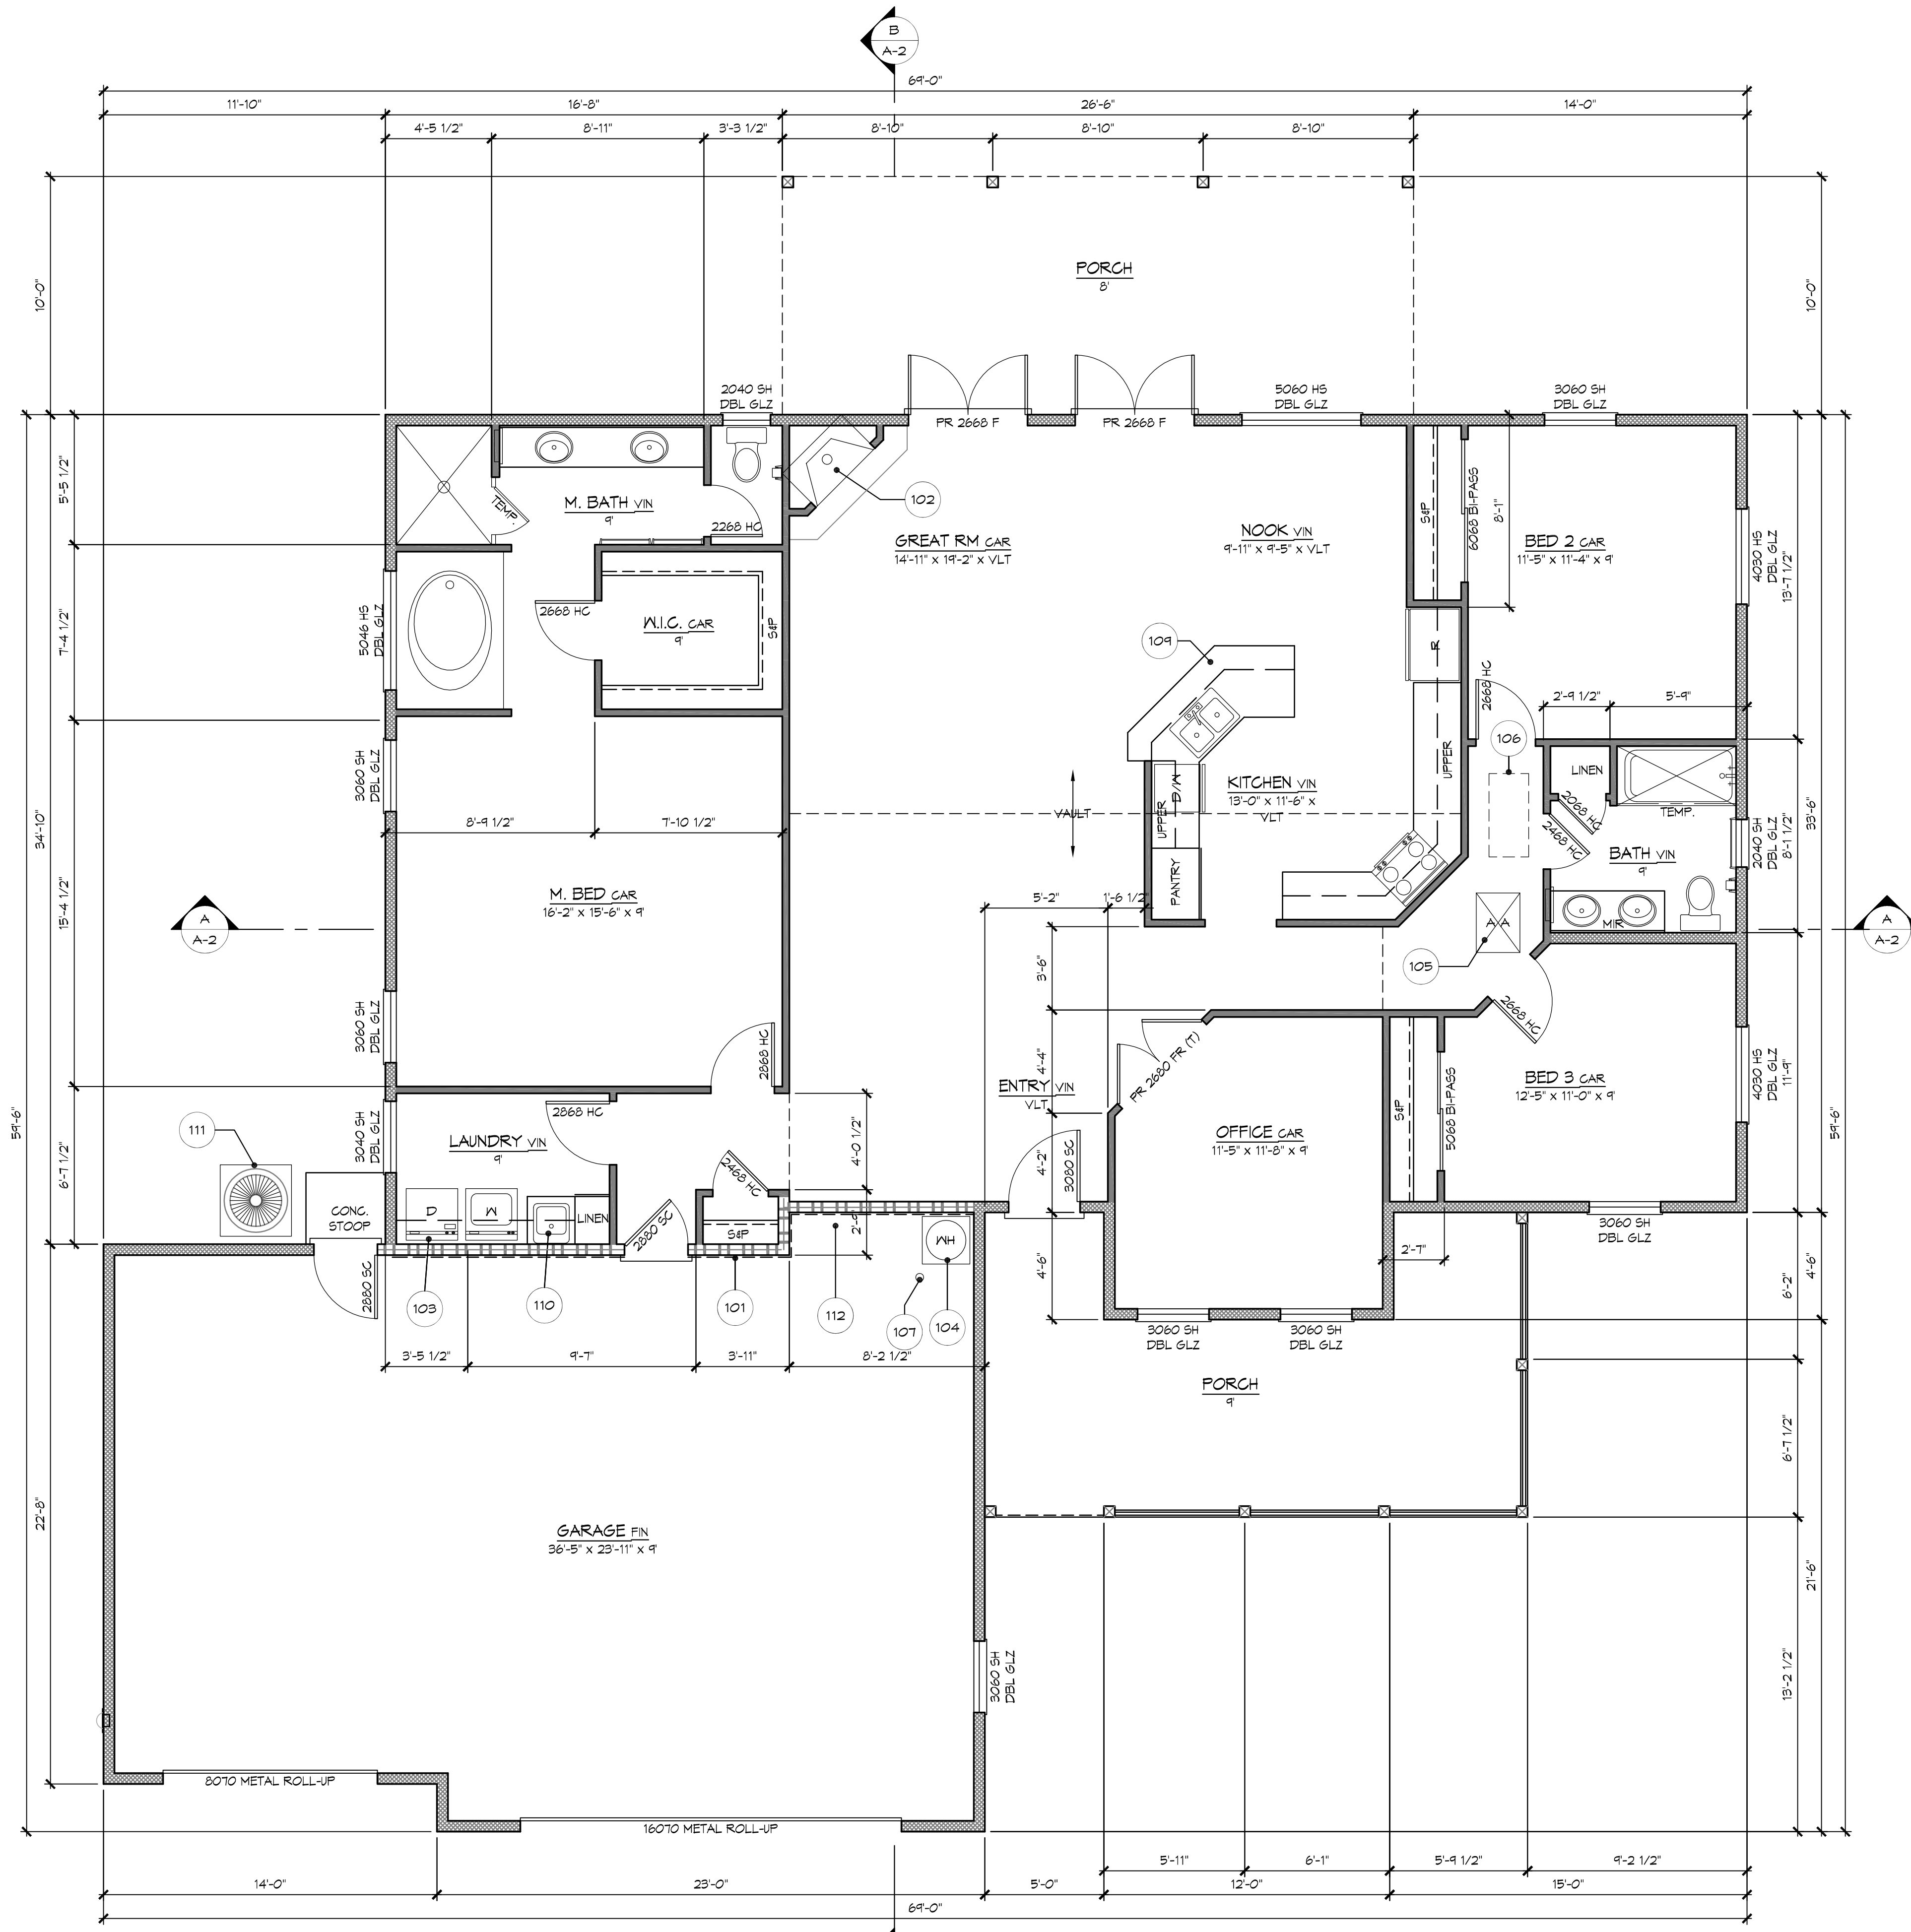 B
A-2
69'-0"
11'-10"
16'-8"
26'-6"
14'-0"
4'-5 1/2"
8'-11"
3'-3 1/2"
8'-10"
8'-10"
8'-10"
10'-0"
10'-0"
PORCH
8'
2040 SH
DBL GLZ
PR 2668 F
PR 2668 F
5060 HS
DBL GLZ
3060 SH
DBL GLZ
5'-5 1/2"
TEMP.
M. BATH VIN
9'
2268 HC
102
GREAT RM CAR
14'-11" x 19'-2" x VLT
NOOK VIN
9'-11" x 9'-5" x VLT
S&P
6068 BI-PASS
8'-1"
BED 2 CAR
11'-5" x 11'-4" x 9'
4030 HS
DBL GLZ
13'-7 1/2"
7'-4 1/2"
5046 HS
DBL GLZ
2668 HC
W.I.C. CAR
9'
S&P
109
R
2668 HC
2'-9 1/2"
5'-9"
34'-10"
3060 SH
DBL GLZ
8'-9 1/2"
7'-10 1/2"
VAULT
UPPER
D/W
KITCHEN VIN
13'-0" x 11'-6" x
VLT
UPPER
106
LINEN
2068 HC
2468 HC
TEMP.
BATH VIN
9'
2040 SH
DBL GLZ
8'-1 1/2"
33'-6"
15'-4 1/2"
M. BED CAR
16'-2" x 15'-6" x 9'
PANTRY
5'-2"
1'-6 1/2"
MIR
A
A-2
A A
105
A
A-2
3060 SH
DBL GLZ
2868 HC
3'-6"
4'-4"
PR 2680 FR (T)
2668 HC
ENTRY VIN
VLT
BED 3 CAR
12'-5" x 11'-0" x 9'
4030 HS
DBL GLZ
11'-9"
59'-6"
59'-6"
111
6'-7 1/2"
3040 SH
DBL GLZ
LAUNDRY VIN
9'
2868 HC
2468 HC
4'-0 1/2"
4'-2"
3080 SC
OFFICE CAR
11'-5" x 11'-8" x 9'
S&P
5068 BI-PASS
CONC.
STOOP
D
W
LINEN
2880 SC
S&P
2'-8"
WH
3060 SH
DBL GLZ
2'-7"
4'-6"
4'-6"
6'-2"
2880 SC
103
110
101
112
107
104
3060 SH
DBL GLZ
3060 SH
DBL GLZ
3'-5 1/2"
9'-7"
3'-11"
8'-2 1/2"
PORCH
9'
6'-7 1/2"
22'-8"
GARAGE FIN
36'-5" x 23'-11" x 9'
21'-6"
3060 SH
DBL GLZ
13'-2 1/2"
8070 METAL ROLL-UP
16070 METAL ROLL-UP
5'-11"
6'-1"
5'-9 1/2"
9'-2 1/2"
14'-0"
23'-0"
5'-0"
12'-0"
15'-0"
69'-0"